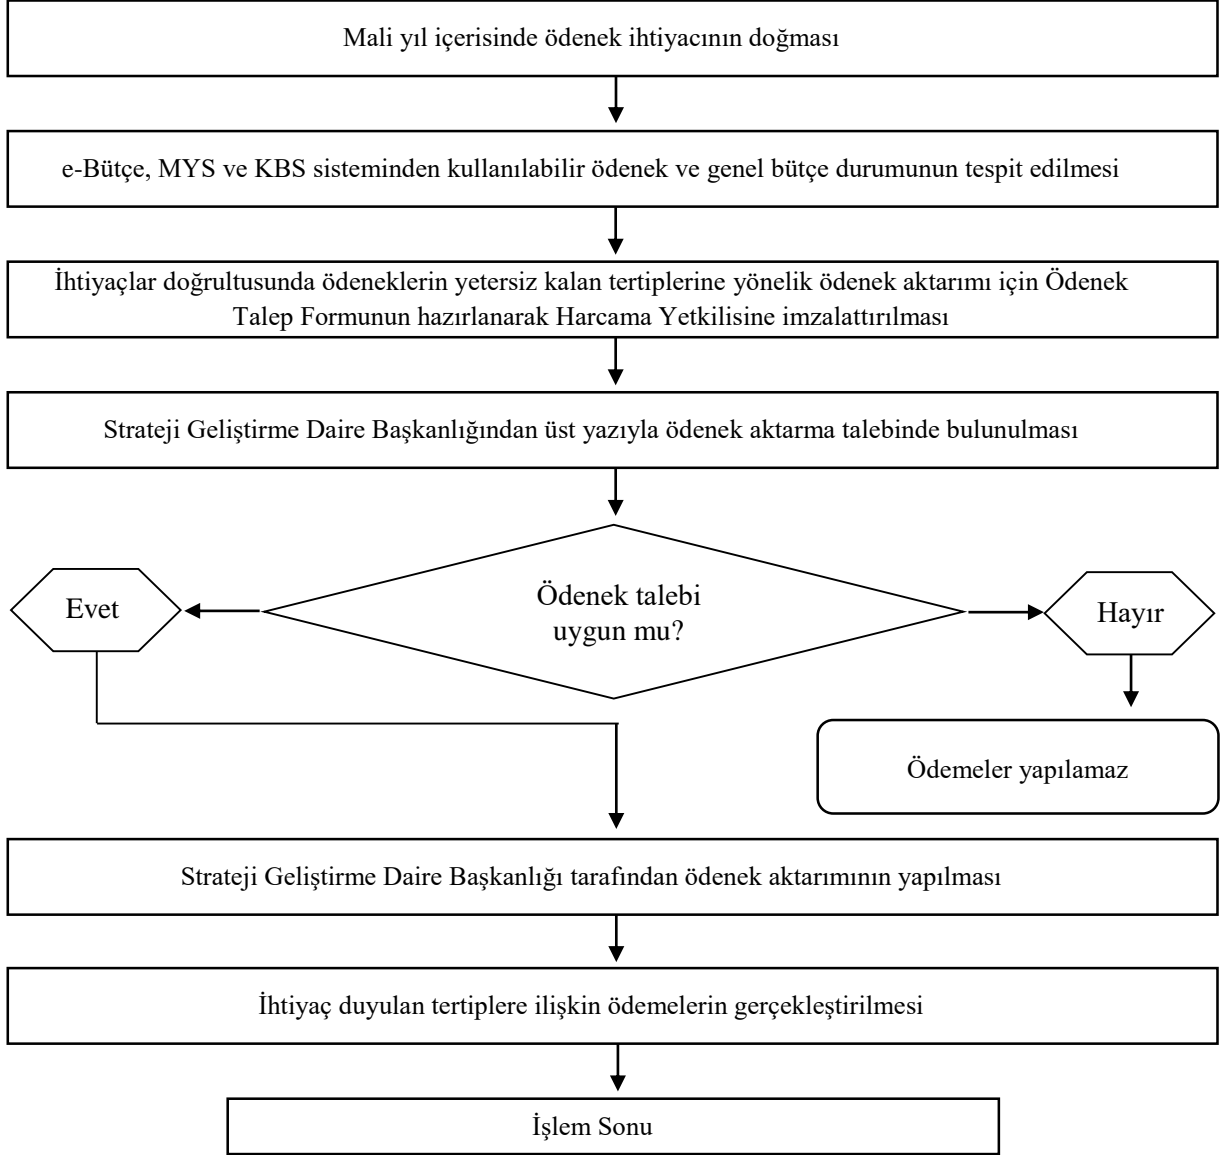 Mali yıl içerisinde ödenek ihtiyacının doğması
e-Bütçe, MYS ve KBS sisteminden kullanılabilir ödenek ve genel bütçe durumunun tespit edilmesi
İhtiyaçlar doğrultusunda ödeneklerin yetersiz kalan tertiplerine yönelik ödenek aktarımı için Ödenek
Talep Formunun hazırlanarak Harcama Yetkilisine imzalattırılması
Strateji Geliştirme Daire Başkanlığından üst yazıyla ödenek aktarma talebinde bulunulması
Ödenek talebi
uygun mu?
Evet
Hayır
Ödemeler yapılamaz
Strateji Geliştirme Daire Başkanlığı tarafından ödenek aktarımının yapılması
İhtiyaç duyulan tertiplere ilişkin ödemelerin gerçekleştirilmesi
İşlem Sonu